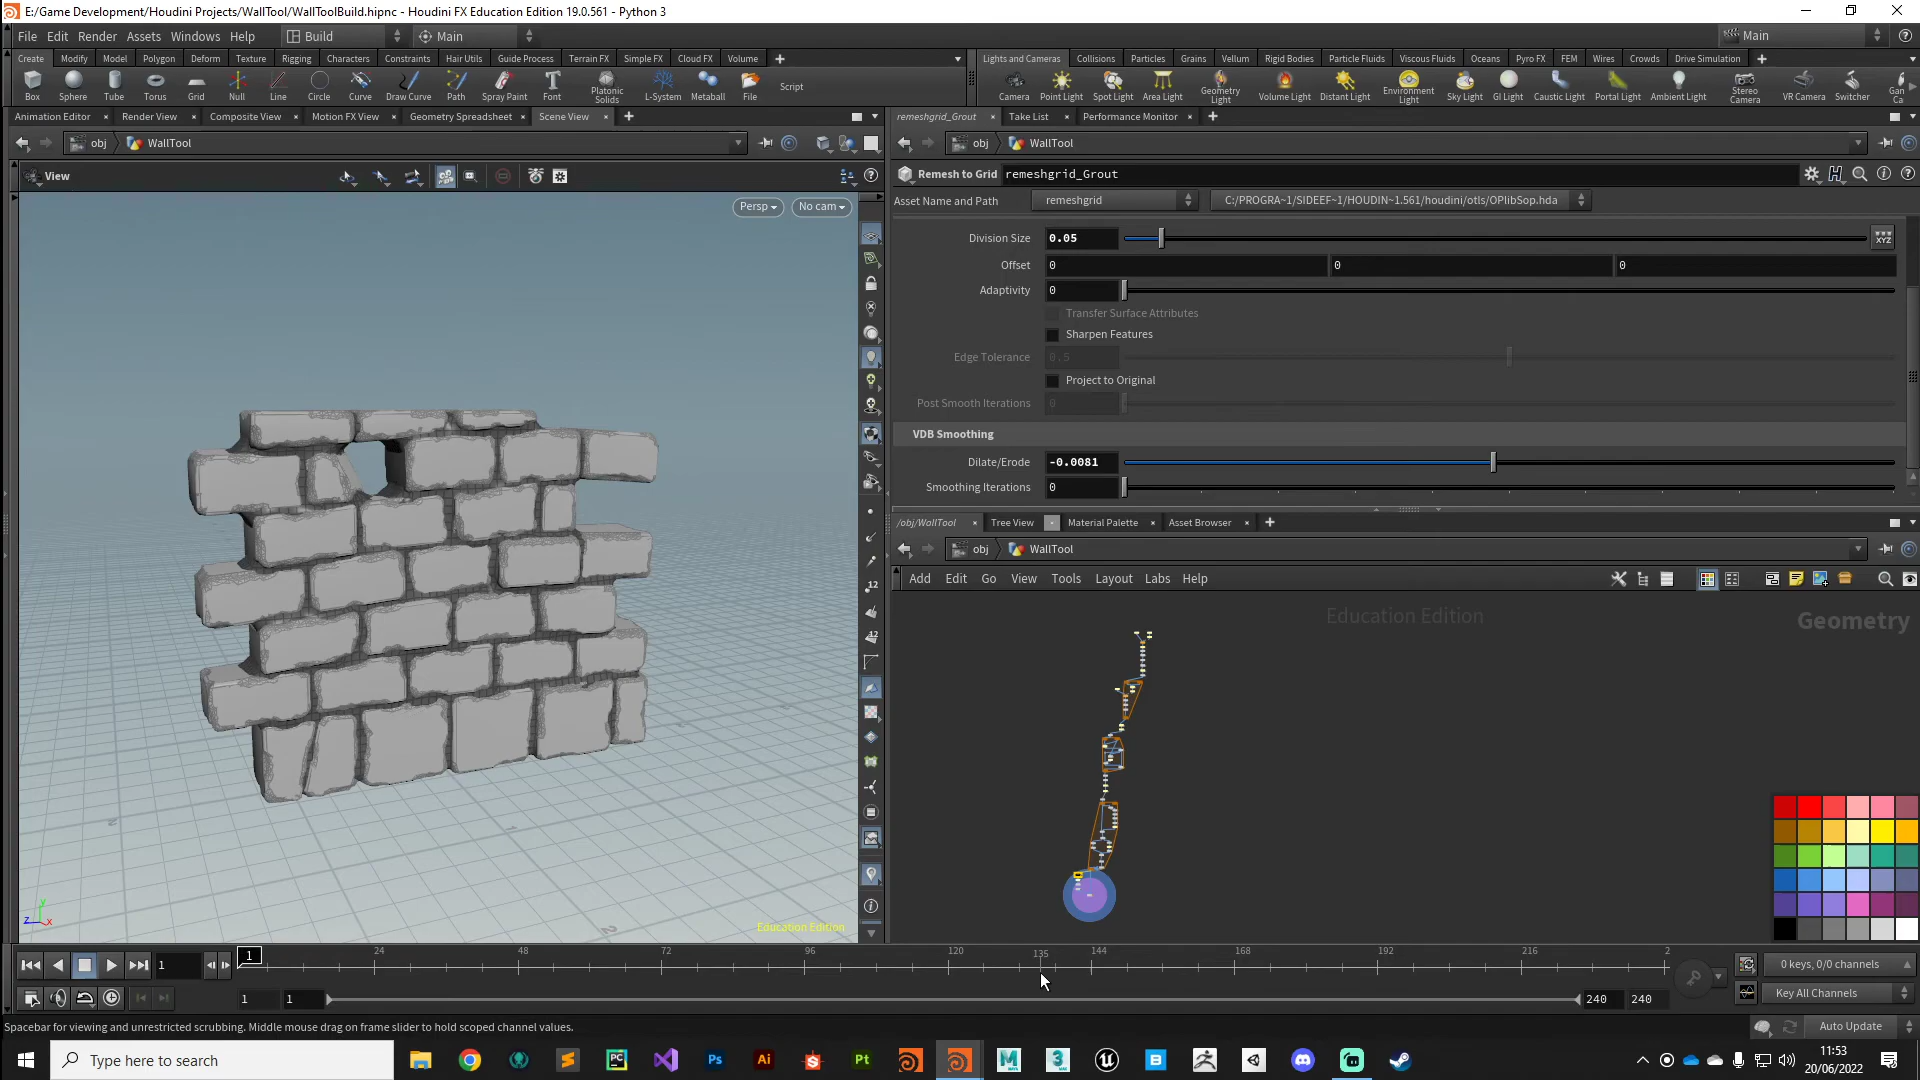 E:/Game Development/Houdini Projects/WallTool/WallToolBuild.hipnc - Houdini FX Education Edition 19.0.561 - Python 3
File Edit Render Assets Windows Help Build Main Main
Create Modify Model Polygon Deform Texture Rigging Characters Constraints Hair Utils Guide Process Terrain FX Simple FX Cloud FX Volume
Lights and Cameras Collisions Particles Grains Vellum Rigid Bodies Particle Fluids Viscous Fluids Oceans Pyro FX FEM Wires Crowds Drive Simulation
Box Sphere Tube Torus Grid Null Line Circle Curve Draw Curve Path Spray Paint Font Platonic Solids L-System Metaball File Script
Camera Point Light Spot Light Area Light Geometry Light Volume Light Distant Light Environment Light Sky Light GI Light Caustic Light Portal Light Ambient Light Stereo Camera VR Camera Switcher
Animation Editor Render View Composite View Motion FX View Geometry Spreadsheet Scene View
remeshgrid_Grout Take List Performance Monitor
obj WallTool
obj WallTool
View
Persp No cam
Remesh to Grid remeshgrid_Grout
Asset Name and Path remeshgrid C:/PROGRA~1/SIDEEF~1/HOUDIN~1.561/houdini/otls/OPlibSop.hda
Division Size 0.05
Offset 0 0 0
Adaptivity 0
Transfer Surface Attributes
Sharpen Features
Edge Tolerance 0.5
Project to Original
Post Smooth Iterations 0
VDB Smoothing
Dilate/Erode -0.0081
Smoothing Iterations 0
/obj/WallTool Tree View Material Palette Asset Browser
obj WallTool
Add Edit Go View Tools Layout Labs Help
Education Edition
Geometry
Education Edition
1 1 24 48 72 96 120 135 144 168 192 216 2
0 keys, 0/0 channels
1 1 240 240
Key All Channels
Spacebar for viewing and unrestricted scrubbing. Middle mouse drag on frame slider to hold scoped channel values.
Auto Update
Type here to search
11:53
20/06/2022